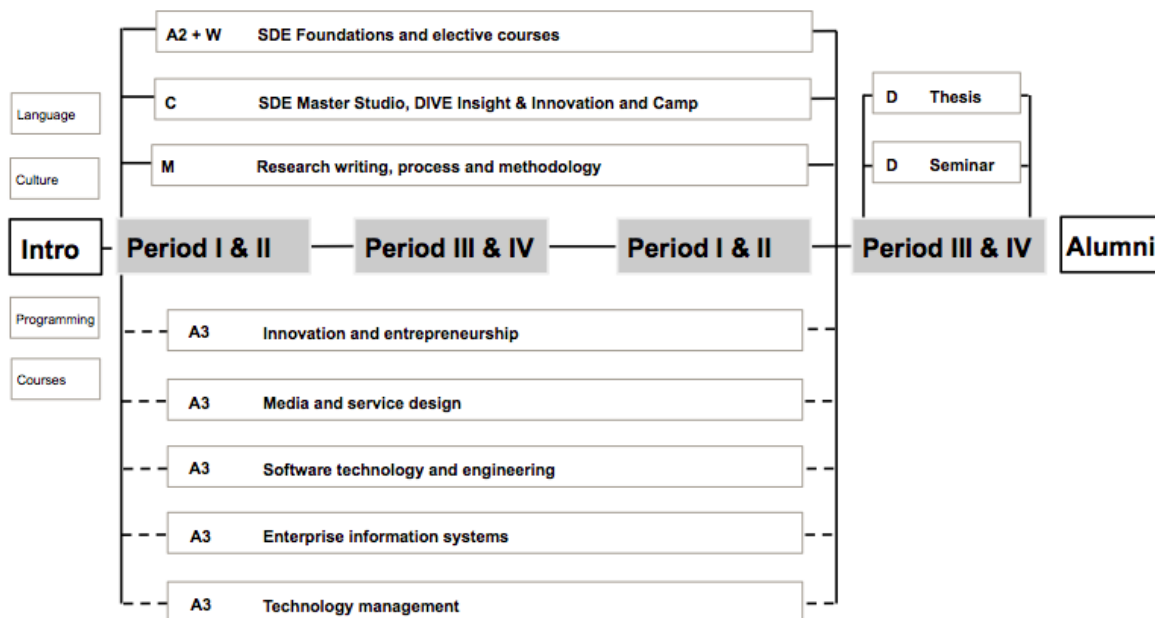 A2 + W SDE Foundations and elective courses
C SDE Master Studio, DIVE Insight & Innovation and Camp
M Research writing, process and methodology
D Thesis
D Seminar
Language
Culture
Intro
Period I & II
Period III & IV
Period I & II
Period III & IV
Alumni
Programming
Courses
A3 Innovation and entrepreneurship
A3 Media and service design
A3 Software technology and engineering
A3 Enterprise information systems
A3 Technology management